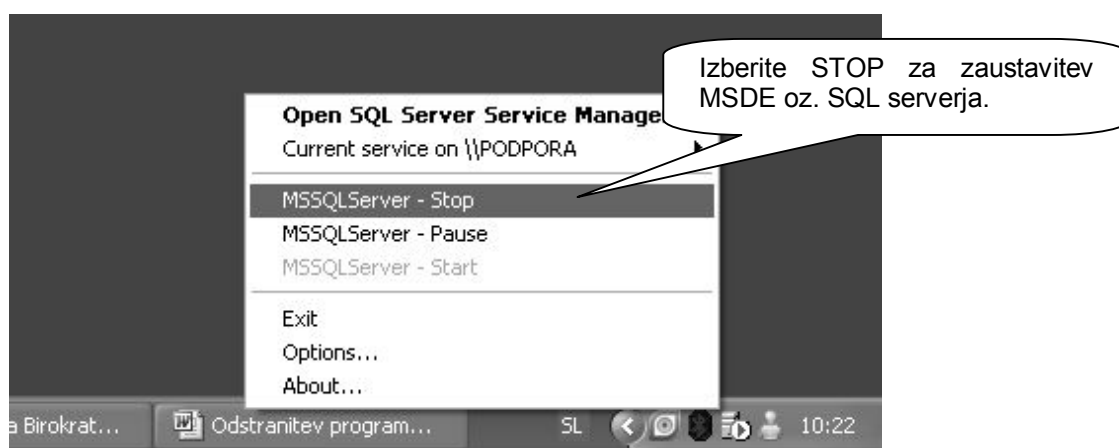 Izberite STOP za zaustavitev
MSDE oz. SQL serverja.
Open SQL Server Service Manage
Current service on \\PODPORA
MSSQLServer - Stop
MSSQLServer - Pause
MSSQLServer - Start
Exit
Options...
About...
a Birokrat...
Odstranitev program...
SL
10:22